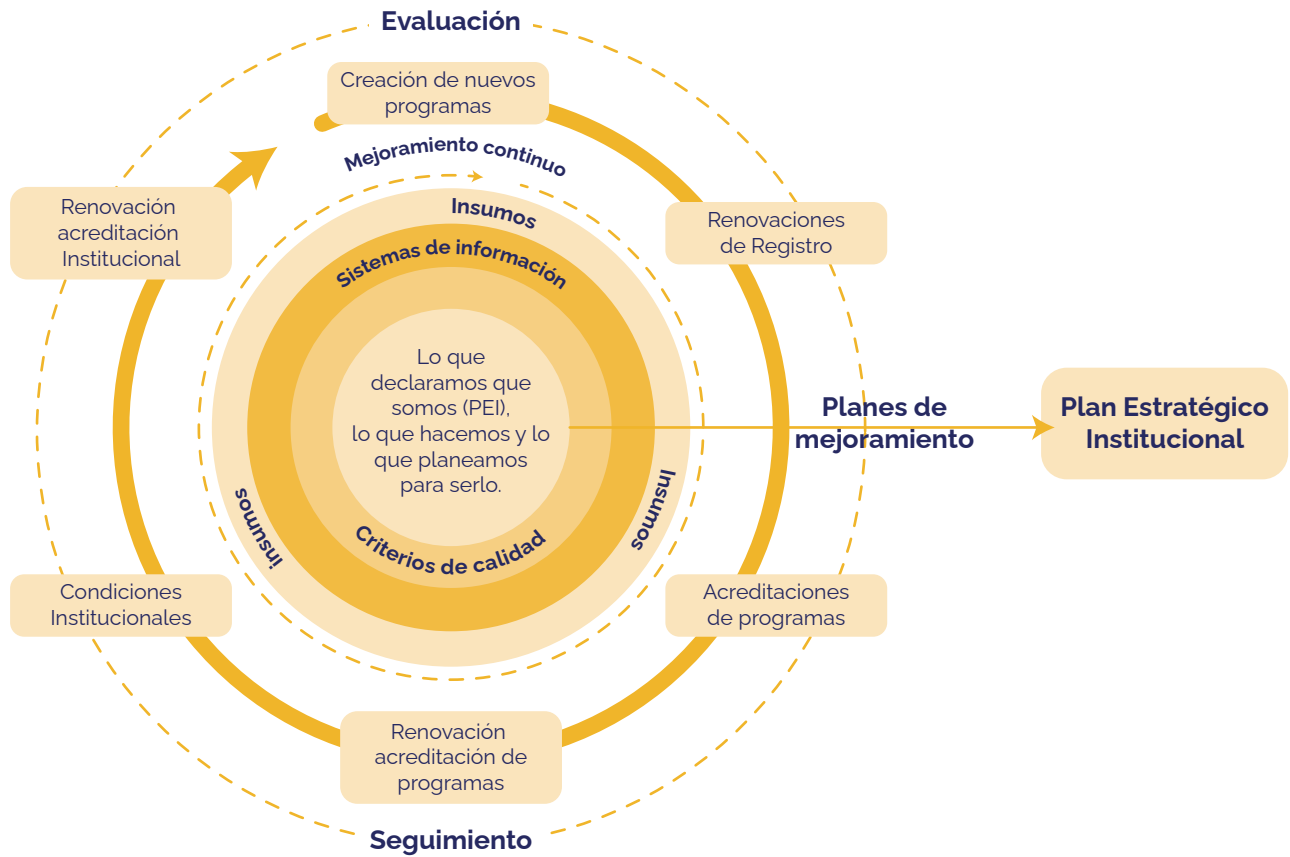 Evaluación
Creación de nuevos
programas
Mejoramiento continuo
Renovación
acreditación
Institucional
Insumos
Renovaciones
de Registro
Sistemas de información
Lo que
declaramos que
somos (PEI),
lo que hacemos y lo
que planeamos
para serlo.
Planes de
mejoramiento
Plan Estratégico
Institucional
insumos
Insumos
Criterios de calidad
Condiciones
Institucionales
Acreditaciones
de programas
Renovación
acreditación de
programas
Seguimiento